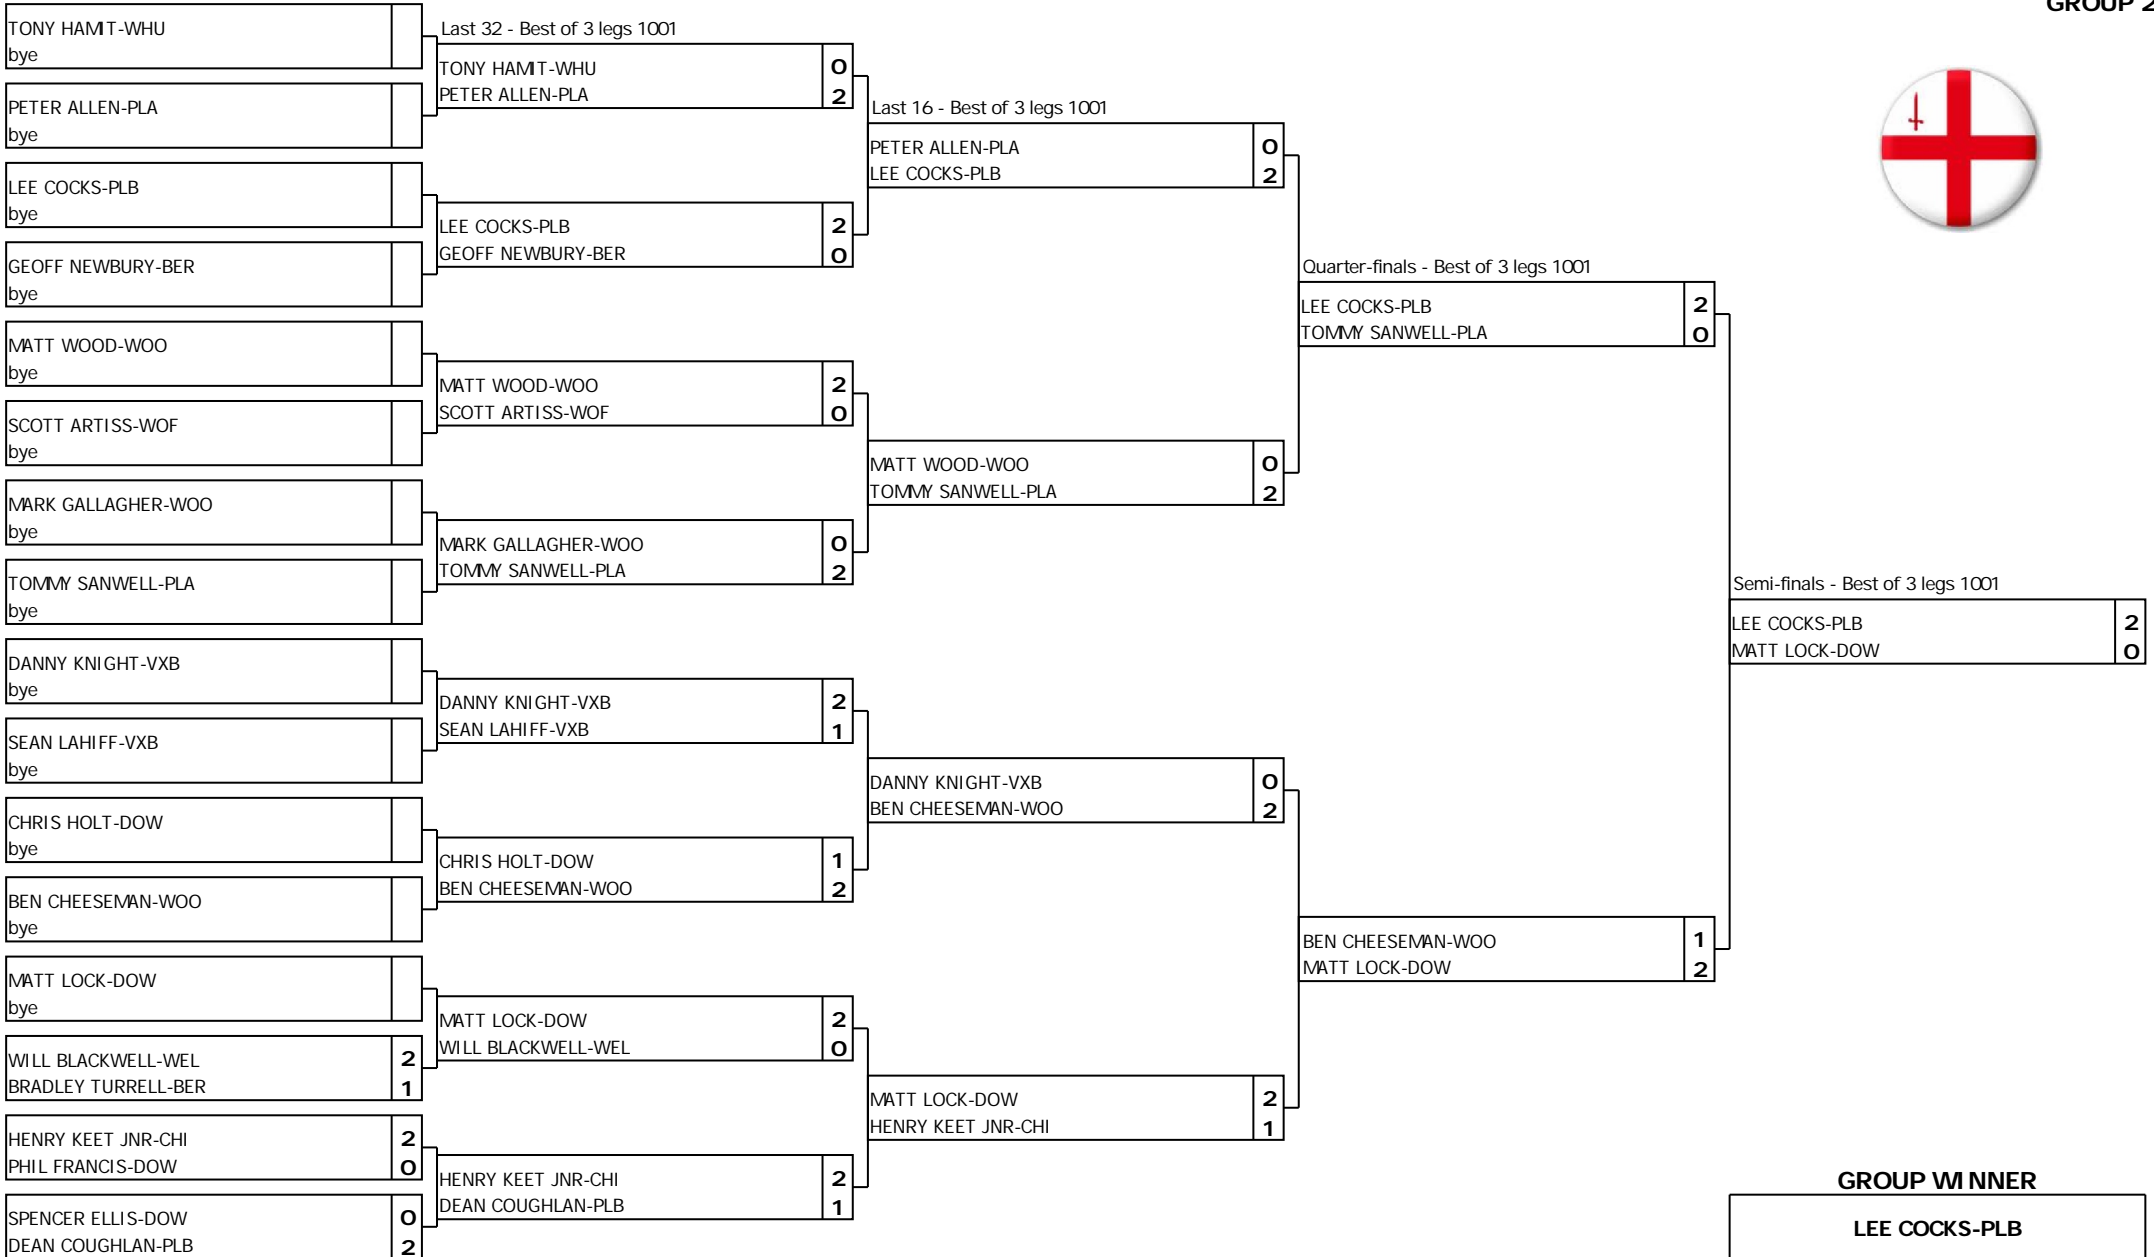 GROUP 2
TONY HAMIT-WHU
bye
PETER ALLEN-PLA
bye
LEE COCKS-PLB
bye
GEOFF NEWBURY-BER
bye
MATT WOOD-WOO
bye
SCOTT ARTISS-WOF
bye
MARK GALLAGHER-WOO
bye
TOMMY SANWELL-PLA
bye
DANNY KNIGHT-VXB
bye
SEAN LAHIFF-VXB
bye
CHRIS HOLT-DOW
bye
BEN CHEESEMAN-WOO
bye
MATT LOCK-DOW
bye
WILL BLACKWELL-WEL 2
BRADLEY TURRELL-BER 1
HENRY KEET JNR-CHI 2
PHIL FRANCIS-DOW 0
SPENCER ELLIS-DOW 0
DEAN COUGHLAN-PLB 2
Last 32 - Best of 3 legs 1001
TONY HAMIT-WHU 0
PETER ALLEN-PLA 2
LEE COCKS-PLB 2
GEOFF NEWBURY-BER 0
MATT WOOD-WOO 2
SCOTT ARTISS-WOF 0
MARK GALLAGHER-WOO 0
TOMMY SANWELL-PLA 2
DANNY KNIGHT-VXB 2
SEAN LAHIFF-VXB 1
CHRIS HOLT-DOW 1
BEN CHEESEMAN-WOO 2
MATT LOCK-DOW 2
WILL BLACKWELL-WEL 0
HENRY KEET JNR-CHI 2
DEAN COUGHLAN-PLB 1
Last 16 - Best of 3 legs 1001
PETER ALLEN-PLA 0
LEE COCKS-PLB 2
MATT WOOD-WOO 0
TOMMY SANWELL-PLA 2
DANNY KNIGHT-VXB 0
BEN CHEESEMAN-WOO 2
MATT LOCK-DOW 2
HENRY KEET JNR-CHI 1
Quarter-finals - Best of 3 legs 1001
LEE COCKS-PLB 2
TOMMY SANWELL-PLA 0
BEN CHEESEMAN-WOO 1
MATT LOCK-DOW 2
Semi-finals - Best of 3 legs 1001
LEE COCKS-PLB 2
MATT LOCK-DOW 0
GROUP WINNER
LEE COCKS-PLB